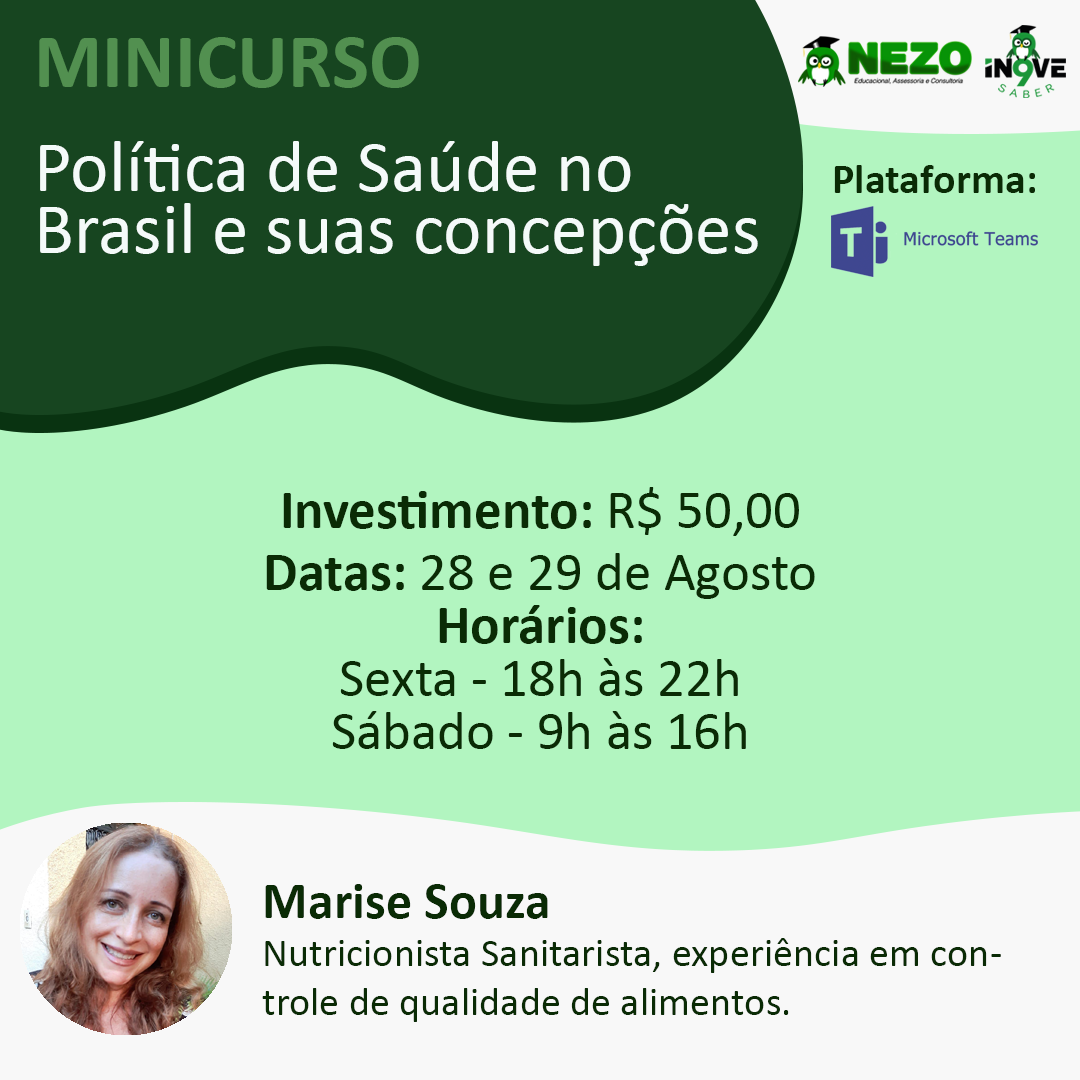 MINICURSO
NEZO
Educacional, Assessoria e Consultoria
iN9VE
SABER
Política de Saúde no
Brasil e suas concepções
Plataforma:
T
Microsoft Teams
Investimento: R$ 50,00
Datas: 28 e 29 de Agosto
Horários:
Sexta - 18h às 22h
Sábado - 9h às 16h
Marise Souza
Nutricionista Sanitarista, experiência em con-
trole de qualidade de alimentos.